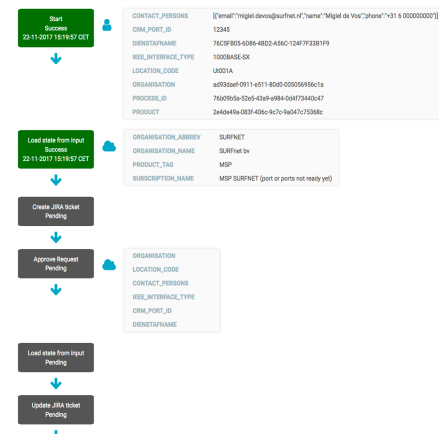 Start
Success
22-11-2017 15:19:57 CET
CONTACT_PERSONS [{"email":"migiel.devos@surfnet.nl","name":"Migiel de Vos","phone":"+31 6 000000000"}]
CRM_PORT_ID 12345
DIENSTAFNAME 76C5FB05-6D86-4BD2-A56C-124F7F33B1F9
IEEE_INTERFACE_TYPE 1000BASE-SX
LOCATION_CODE Ut001A
ORGANISATION ad93daef-0911-e511-80d0-005056956c1a
PROCESS_ID 76b09b5a-52e5-43a9-a984-0d4f73440c47
PRODUCT 2e4de49a-083f-406c-9c7c-9a047c75368c
Load state from input
Success
22-11-2017 15:19:57 CET
ORGANISATION_ABBREV SURFNET
ORGANISATION_NAME SURFnet bv
PRODUCT_TAG MSP
SUBSCRIPTION_NAME MSP SURFNET (port or ports not ready yet)
Create JIRA ticket
Pending
Approve Request
Pending
ORGANISATION
LOCATION_CODE
CONTACT_PERSONS
IEEE_INTERFACE_TYPE
CRM_PORT_ID
DIENSTAFNAME
Load state from input
Pending
Update JIRA ticket
Pending